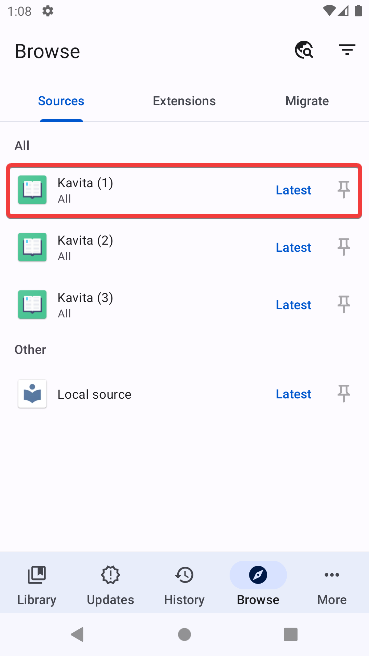 1:08
Browse
Sources Extensions Migrate
All
Kavita (1)
All
Latest
Kavita (2)
All
Latest
Kavita (3)
All
Latest
Other
Local source
Latest
Library Updates History Browse More